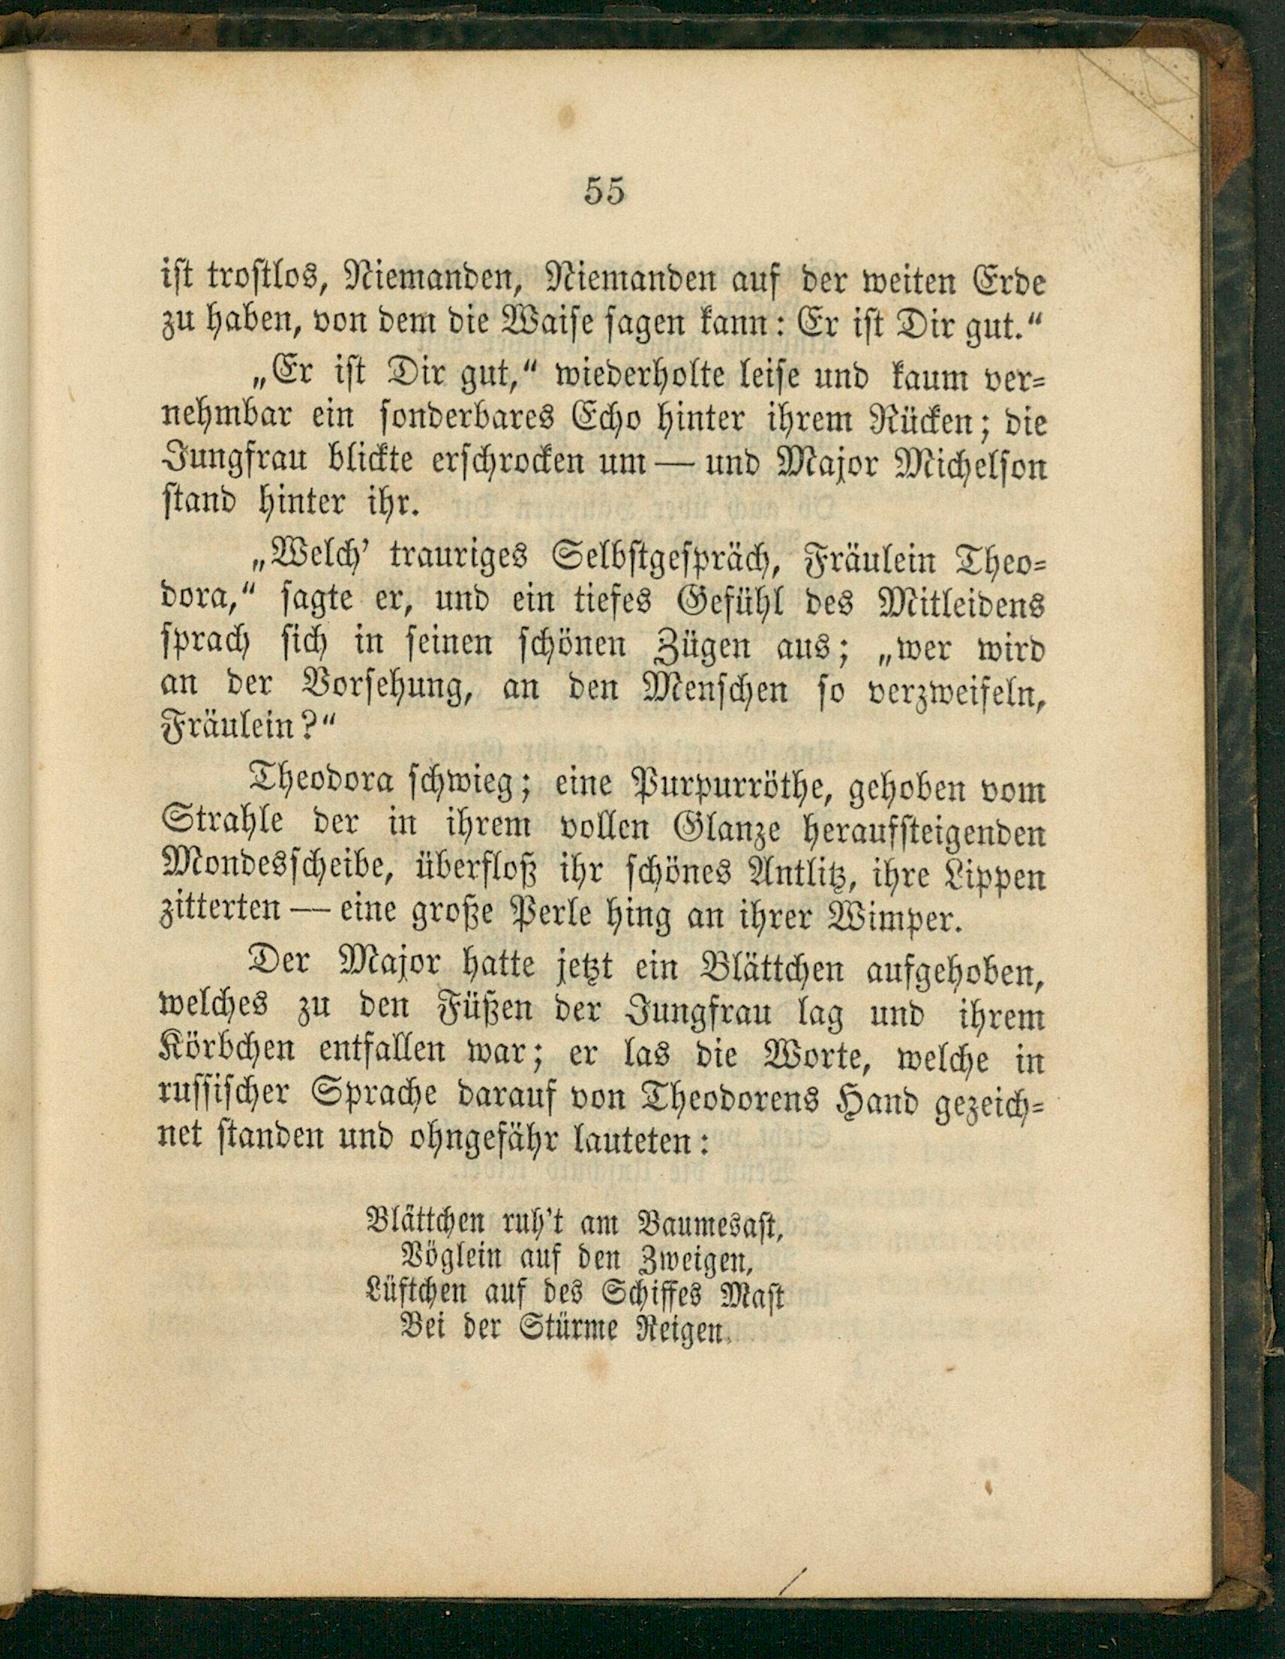 55
ist trostlos, Niemanden, Niemanden auf der weiten Erde
zu haben, von dem die Waise sagen kann: Er ist Dir gut.“
„Er ist Dir gut,“ wiederholte leise und kaum ver-
nehmbar ein sonderbares Echo hinter ihrem Rücken; die
Jungfrau blickte erschrocken um — und Major Michelson
stand hinter ihr.
„Welch’ trauriges Selbstgespräch, Fräulein Theo-
dora,“ sagte er, und ein tiefes Gefühl des Mitleidens
sprach sich in seinen schönen Zügen aus; „wer wird
an der Vorsehung, an den Menschen so verzweifeln,
Fräulein?“
Theodora schwieg; eine Purpurröthe, gehoben vom
Strahle der in ihrem vollen Glanze heraufsteigenden
Mondesscheibe, überfloß ihr schönes Antlitz, ihre Lippen
zitterten — eine große Perle hing an ihrer Wimper.
Der Major hatte jetzt ein Blättchen aufgehoben,
welches zu den Füßen der Jungfrau lag und ihrem
Körbchen entfallen war; er las die Worte, welche in
russischer Sprache darauf von Theodorens Hand gezeich-
net standen und ohngefähr lauteten:
Blättchen ruh’t am Baumesast,
Vöglein auf den Zweigen,
Lüftchen auf des Schiffes Mast
Bei der Stürme Reigen.